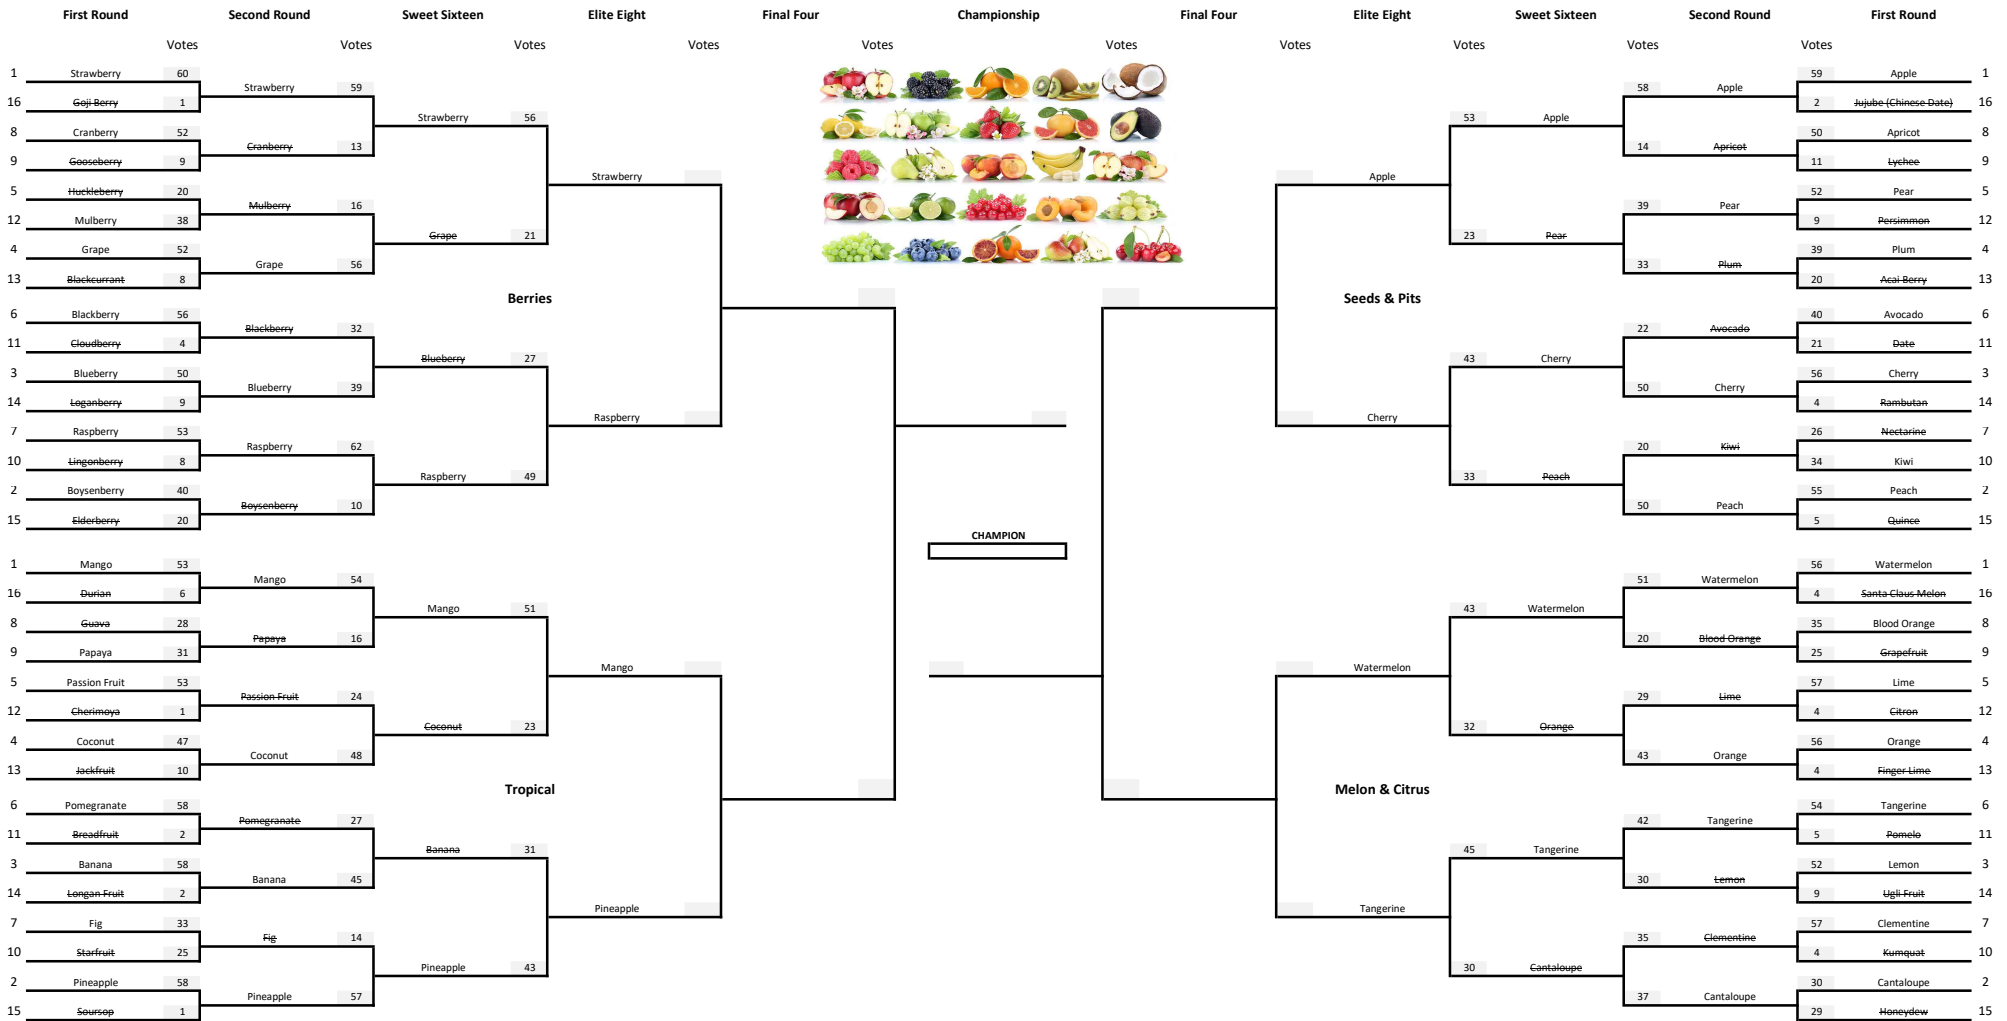 First Round Second Round Sweet Sixteen Elite Eight Final Four Championship Final Four Elite Eight Sweet Sixteen Second Round First Round
Votes Votes Votes Votes Votes Votes Votes Votes Votes Votes
1 Strawberry 60
16 Goji Berry 1
8 Cranberry 52
9 Gooseberry 9
5 Huckleberry 20
12 Mulberry 38
4 Grape 52
13 Blackcurrant 8
6 Blackberry 56
11 Cloudberry 4
3 Blueberry 50
14 Loganberry 9
7 Raspberry 53
10 Lingonberry 8
2 Boysenberry 40
15 Elderberry 20
Strawberry 59
Cranberry 13
Mulberry 16
Grape 56
Blackberry 32
Blueberry 39
Raspberry 62
Boysenberry 10
Strawberry 56
Grape 21
Blueberry 27
Raspberry 49
Strawberry
Raspberry
Berries
1 Mango 53
16 Durian 6
8 Guava 28
9 Papaya 31
5 Passion Fruit 53
12 Cherimoya 1
4 Coconut 47
13 Jackfruit 10
6 Pomegranate 58
11 Breadfruit 2
3 Banana 58
14 Longan Fruit 2
7 Fig 33
10 Starfruit 25
2 Pineapple 58
15 Soursop 1
Mango 54
Papaya 16
Passion Fruit 24
Coconut 48
Pomegranate 27
Banana 45
Fig 14
Pineapple 57
Mango 51
Coconut 23
Banana 31
Pineapple 43
Mango
Pineapple
Tropical
CHAMPION
Apple
Cherry
Seeds & Pits
53 Apple
23 Pear
43 Cherry
33 Peach
58 Apple
14 Apricot
39 Pear
33 Plum
22 Avocado
50 Cherry
20 Kiwi
50 Peach
59 Apple 1
2 Jujube (Chinese Date) 16
50 Apricot 8
11 Lychee 9
52 Pear 5
9 Persimmon 12
39 Plum 4
20 Acai Berry 13
40 Avocado 6
21 Date 11
56 Cherry 3
4 Rambutan 14
26 Nectarine 7
34 Kiwi 10
55 Peach 2
5 Quince 15
Watermelon
Tangerine
Melon & Citrus
43 Watermelon
32 Orange
45 Tangerine
30 Cantaloupe
51 Watermelon
20 Blood Orange
29 Lime
43 Orange
42 Tangerine
30 Lemon
35 Clementine
37 Cantaloupe
56 Watermelon 1
4 Santa Claus Melon 16
35 Blood Orange 8
25 Grapefruit 9
57 Lime 5
4 Citron 12
56 Orange 4
4 Finger Lime 13
54 Tangerine 6
5 Pomelo 11
52 Lemon 3
9 Ugli Fruit 14
57 Clementine 7
4 Kumquat 10
30 Cantaloupe 2
29 Honeydew 15